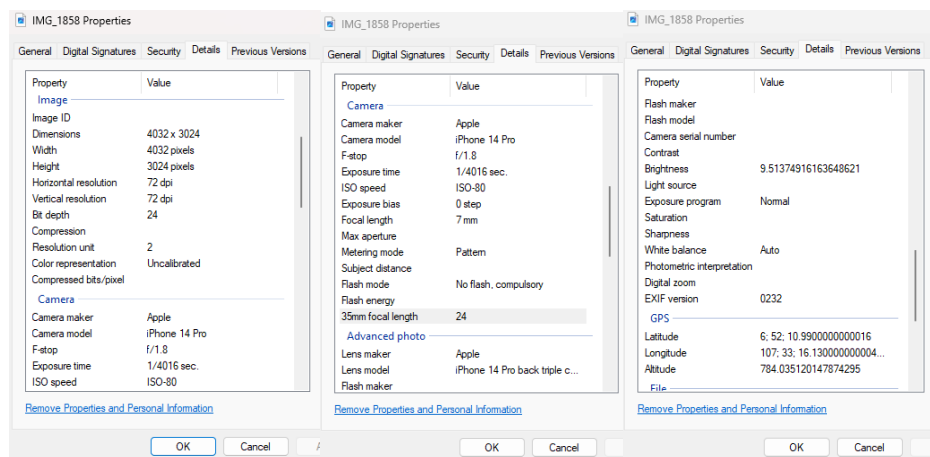 IMG_1858 Properties
General Digital Signatures Security Details Previous Versions
Property Value
Image
Image ID
Dimensions 4032 x 3024
Width 4032 pixels
Height 3024 pixels
Horizontal resolution 72 dpi
Vertical resolution 72 dpi
Bit depth 24
Compression
Resolution unit 2
Color representation Uncalibrated
Compressed bits/pixel
Camera
Camera maker Apple
Camera model iPhone 14 Pro
F-stop f/1.8
Exposure time 1/4016 sec.
ISO speed ISO-80
Remove Properties and Personal Information
OK Cancel
IMG_1858 Properties
General Digital Signatures Security Details Previous Versions
Property Value
Camera
Camera maker Apple
Camera model iPhone 14 Pro
F-stop f/1.8
Exposure time 1/4016 sec.
ISO speed ISO-80
Exposure bias 0 step
Focal length 7 mm
Max aperture
Metering mode Pattern
Subject distance
Flash mode No flash, compulsory
Flash energy
35mm focal length 24
Advanced photo
Lens maker Apple
Lens model iPhone 14 Pro back triple c...
Flash maker
Remove Properties and Personal Information
OK Cancel
IMG_1858 Properties
General Digital Signatures Security Details Previous Versions
Property Value
Flash maker
Flash model
Camera serial number
Contrast
Brightness 9.51374916163648621
Light source
Exposure program Normal
Saturation
Sharpness
White balance Auto
Photometric interpretation
Digital zoom
EXIF version 0232
GPS
Latitude 6; 52; 10.9900000000016
Longitude 107; 33; 16.130000000004...
Altitude 784.035120147874295
File
Remove Properties and Personal Information
OK Cancel